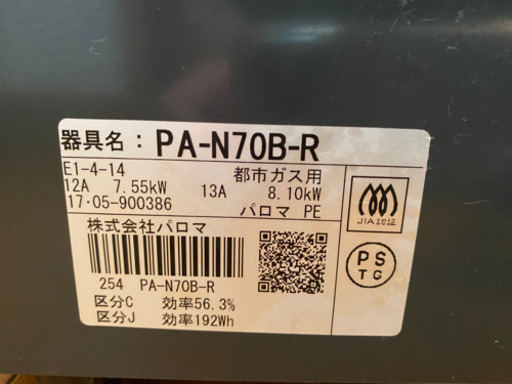 器具名：PA-N70B-R
E1-4-14 都市ガス用
12A 7.55kW 13A 8.10kW
17・05-900386 パロマ PE
株式会社パロマ
254 PA-N70B-R
区分C 効率56.3%
区分J 効率192Wh
JIA認証
PS
TG